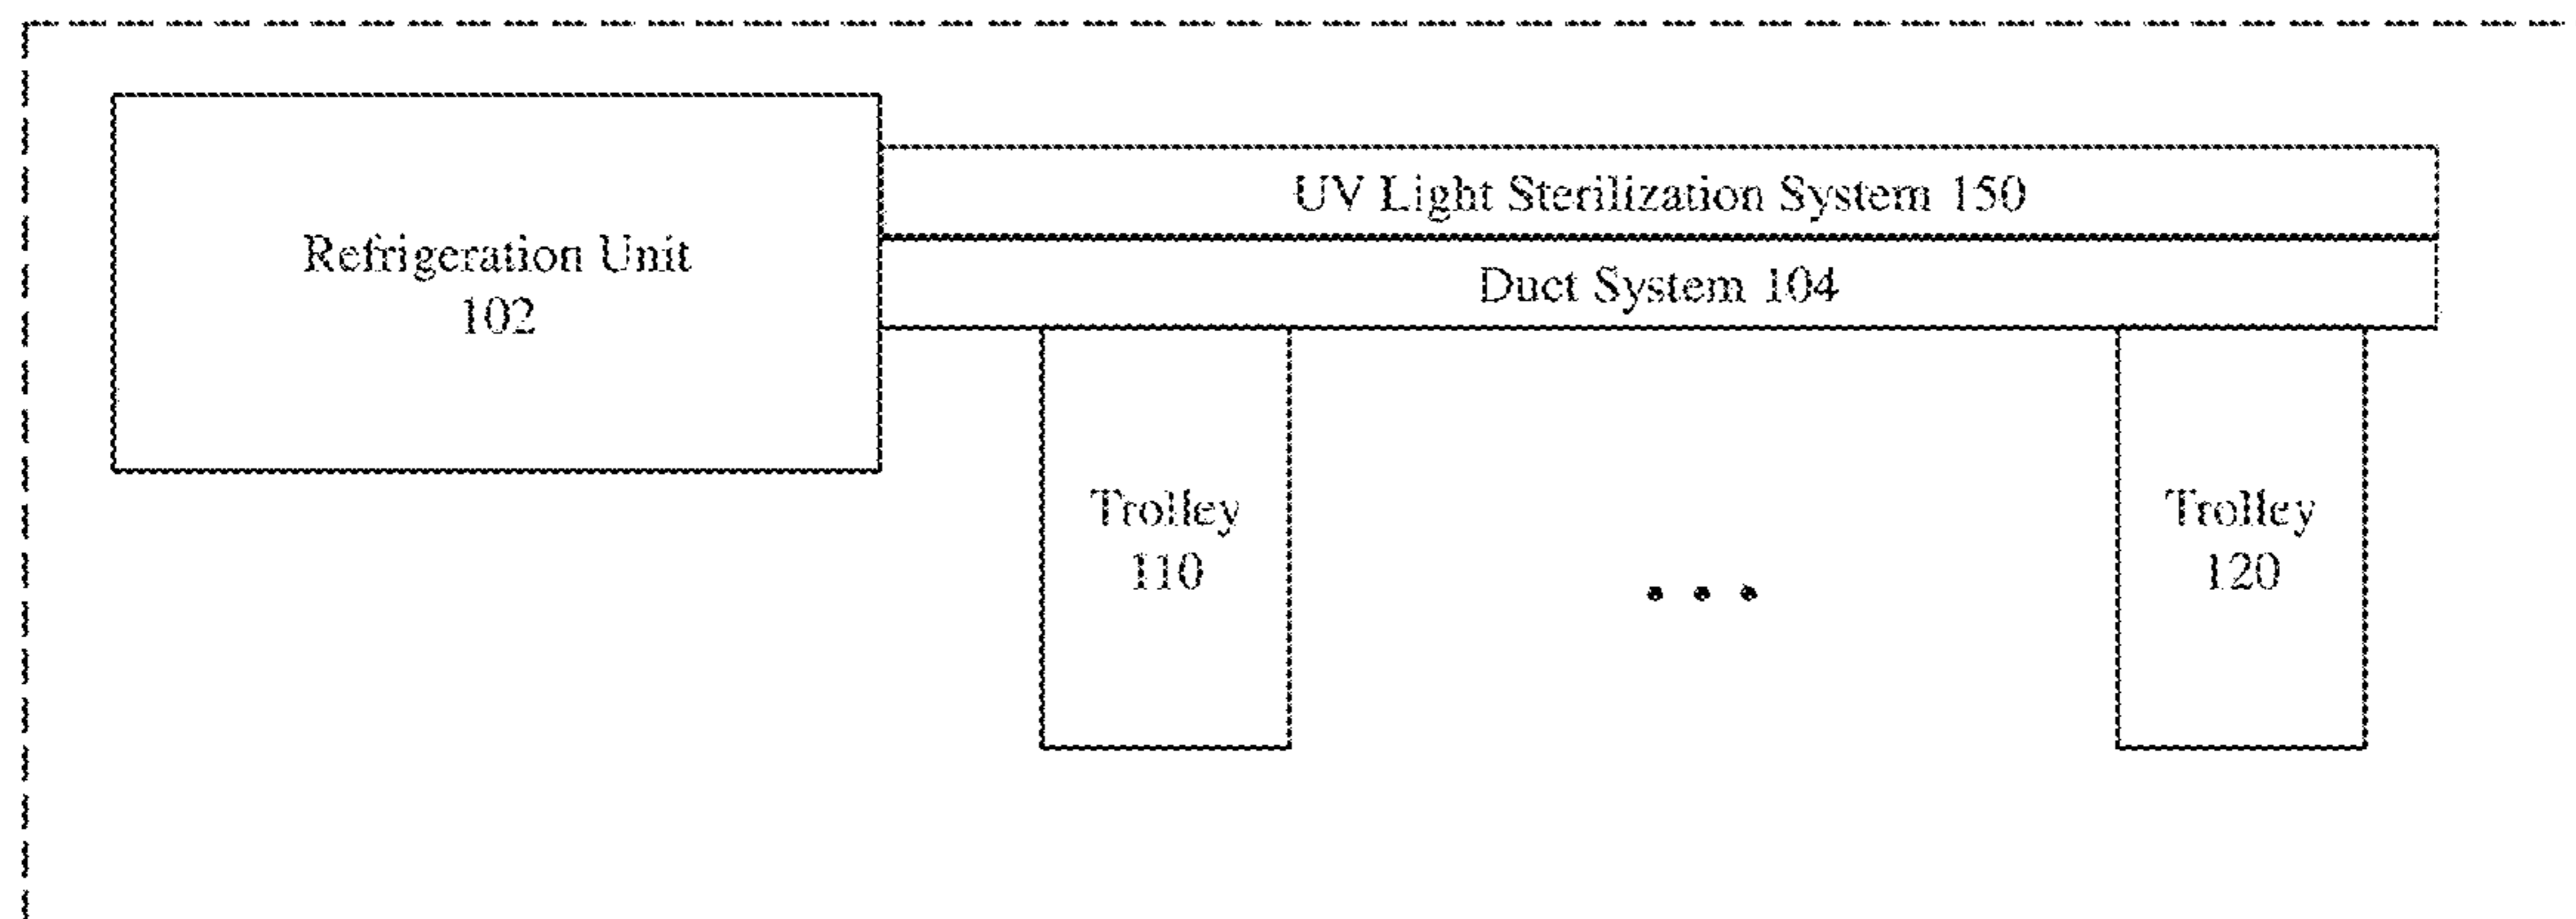 UV Light Sterilization System 150
Refrigeration Unit
102
Duct System 104
Trolley
110
• • •
Trolley
120